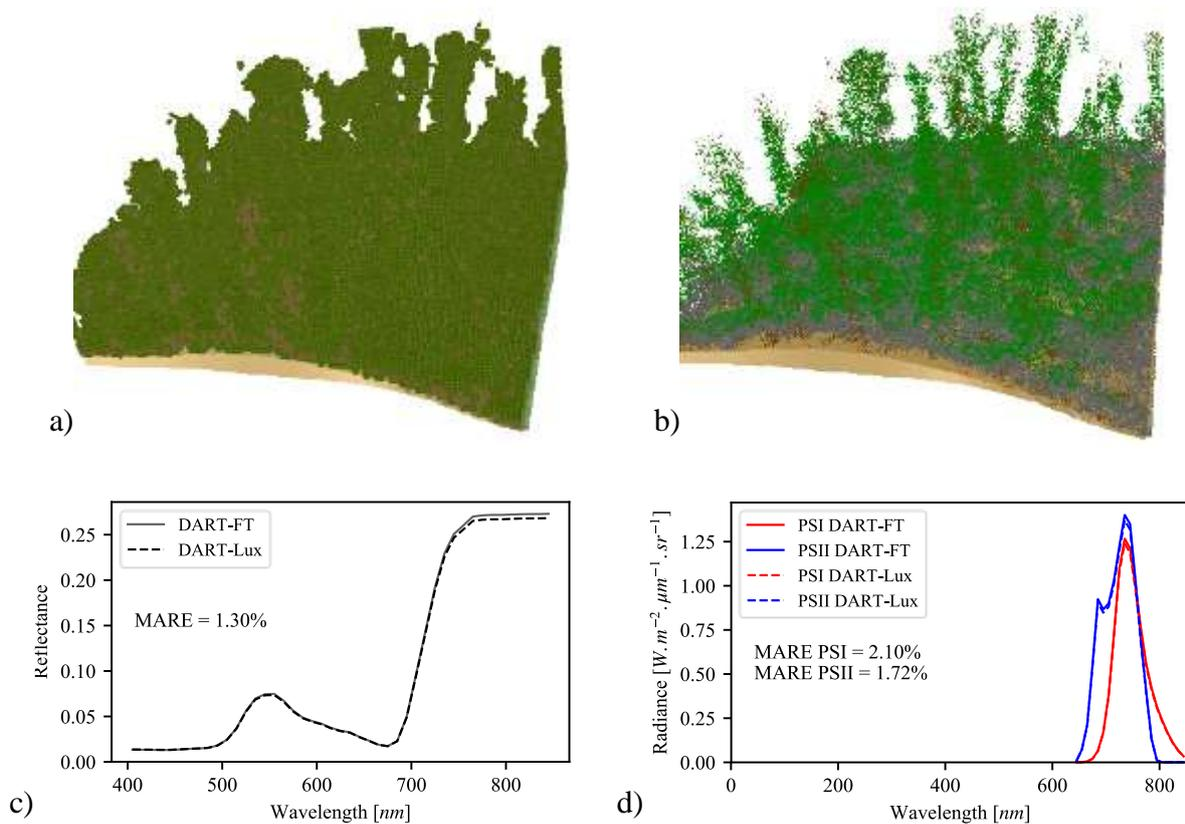 a)
b)
DART-FT
DART-Lux
MARE = 1.30%
Reflectance
0.25
0.20
0.15
0.10
0.05
0.00
400 500 600 700 800
Wavelength [nm]
c)
PSI DART-FT
PSII DART-FT
PSI DART-Lux
PSII DART-Lux
MARE PSI = 2.10%
MARE PSII = 1.72%
Radiance [W.m⁻².μm⁻¹.sr⁻¹]
1.25
1.00
0.75
0.50
0.25
0.00
0 200 400 600 800
Wavelength [nm]
d)